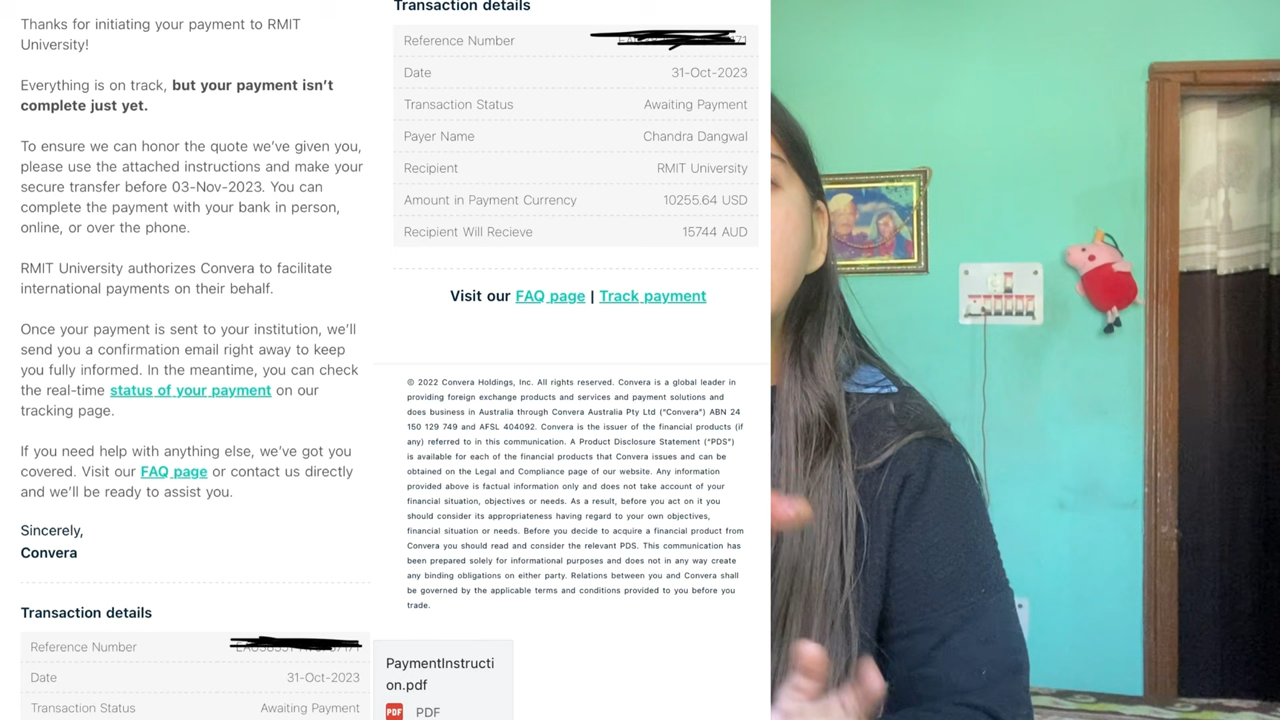 Thanks for initiating your payment to RMIT
University!
Everything is on track, but your payment isn't
complete just yet.
To ensure we can honor the quote we've given you,
please use the attached instructions and make your
secure transfer before 03-Nov-2023. You can
complete the payment with your bank in person,
online, or over the phone.
RMIT University authorizes Convera to facilitate
international payments on their behalf.
Once your payment is sent to your institution, we'll
send you a confirmation email right away to keep
you fully informed. In the meantime, you can check
the real-time status of your payment on our
tracking page.
If you need help with anything else, we've got you
covered. Visit our FAQ page or contact us directly
and we'll be ready to assist you.
Sincerely,
Convera
Transaction details
Reference Number
Date 31-Oct-2023
Transaction Status Awaiting Payment
Transaction details
Reference Number
Date 31-Oct-2023
Transaction Status Awaiting Payment
Payer Name Chandra Dangwal
Recipient RMIT University
Amount in Payment Currency 10255.64 USD
Recipient Will Recieve 15744 AUD
Visit our FAQ page | Track payment
© 2022 Convera Holdings, Inc. All rights reserved. Convera is a global leader in
providing foreign exchange products and services and payment solutions and
does business in Australia through Convera Australia Pty Ltd ("Convera") ABN 24
150 129 749 and AFSL 404092. Convera is the issuer of the financial products (if
any) referred to in this communication. A Product Disclosure Statement ("PDS")
is available for each of the financial products that Convera issues and can be
obtained on the Legal and Compliance page of our website. Any information
provided above is factual information only and does not take account of your
financial situation, objectives or needs. As a result, before you act on it you
should consider its appropriateness having regard to your own objectives,
financial situation or needs. Before you decide to acquire a financial product from
Convera you should read and consider the relevant PDS. This communication has
been prepared solely for informational purposes and does not in any way create
any binding obligations on either party. Relations between you and Convera shall
be governed by the applicable terms and conditions provided to you before you
trade.
PaymentInstructi
on.pdf
PDF PDF